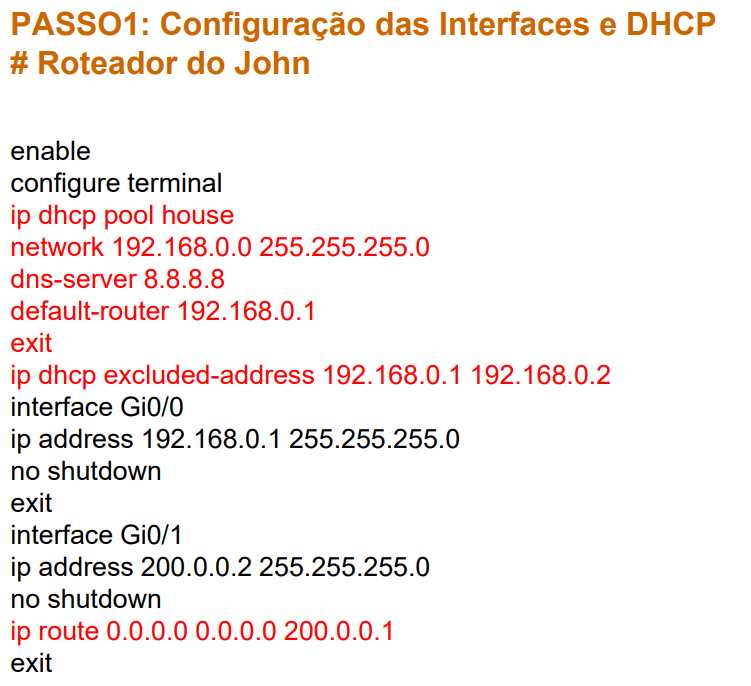 PASSO1: Configuração das Interfaces e DHCP
# Roteador do John
enable
configure terminal
ip dhcp pool house
network 192.168.0.0 255.255.255.0
dns-server 8.8.8.8
default-router 192.168.0.1
exit
ip dhcp excluded-address 192.168.0.1 192.168.0.2
interface Gi0/0
ip address 192.168.0.1 255.255.255.0
no shutdown
exit
interface Gi0/1
ip address 200.0.0.2 255.255.255.0
no shutdown
ip route 0.0.0.0 0.0.0.0 200.0.0.1
exit